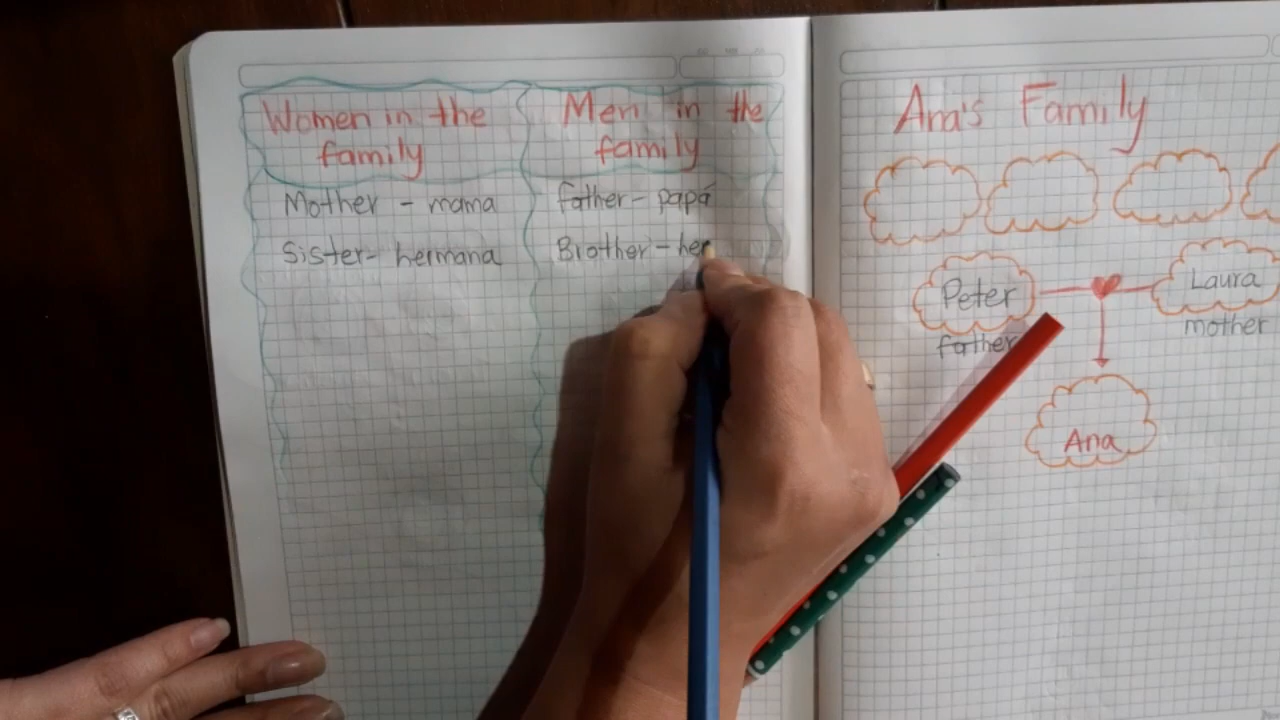 Women in the
family
Men in the
family
Mother - mama
father - papá
Sister- hermana
Brother - her
Ana's Family
Peter
father
Laura
mother
Ana